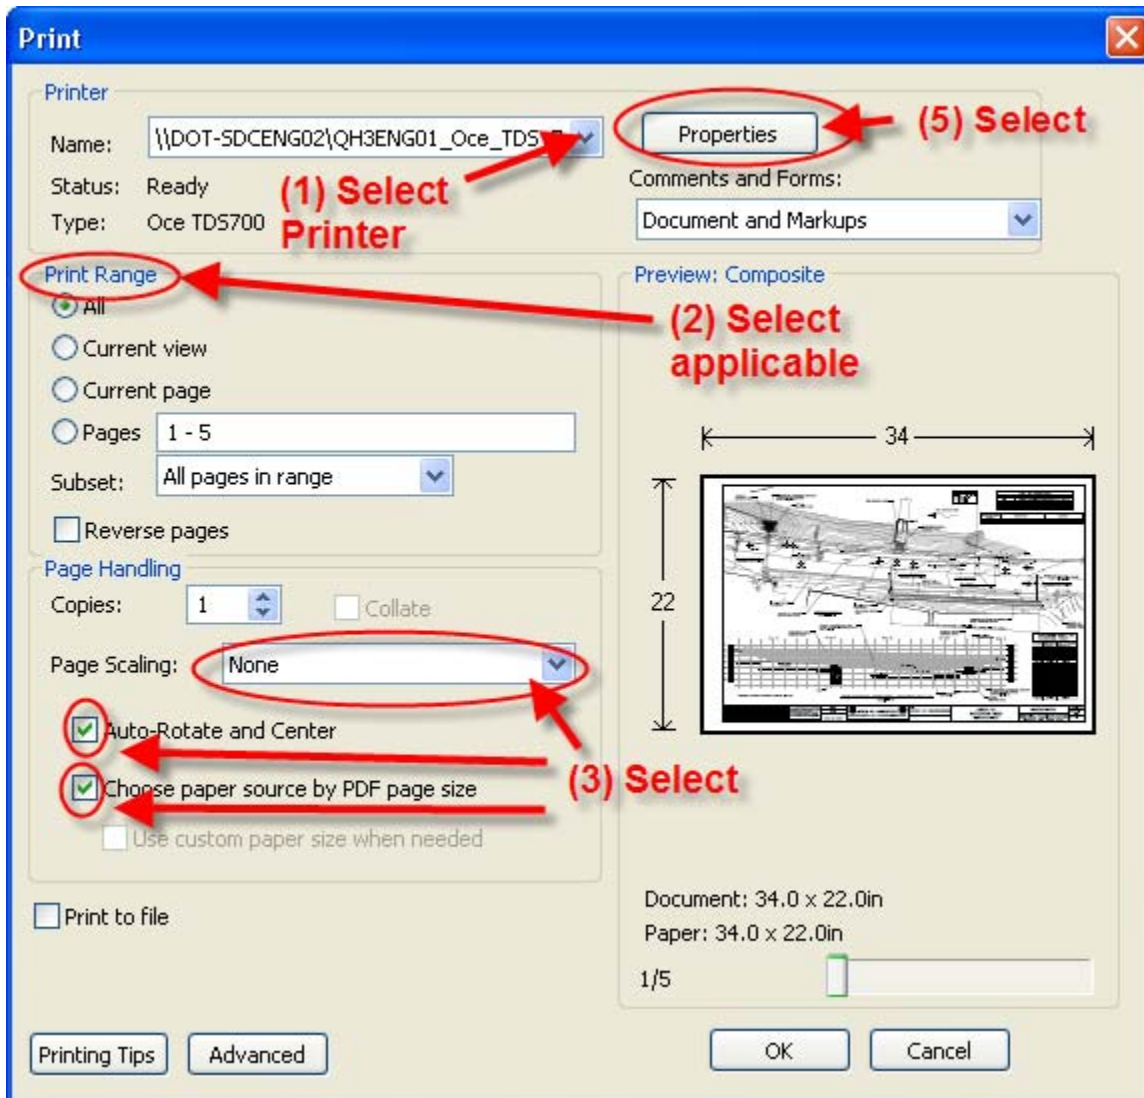 Print
Printer
Name: \\DOT-SDCENG02\QH3ENG01_Oce_TDS
Properties
(5) Select
Status: Ready
(1) Select
Printer
Comments and Forms:
Type: Oce TDS700
Document and Markups
Print Range
All
Current view
Current page
Pages 1 - 5
Subset: All pages in range
Reverse pages
Preview: Composite
(2) Select
applicable
34
22
Page Handling
Copies: 1 Collate
Page Scaling: None
Auto-Rotate and Center
Choose paper source by PDF page size
(3) Select
Use custom paper size when needed
Print to file
Document: 34.0 x 22.0in
Paper: 34.0 x 22.0in
1/5
Printing Tips Advanced OK Cancel